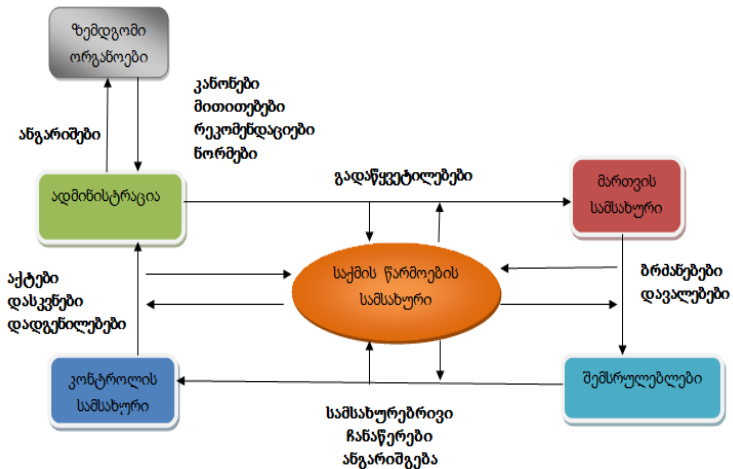 ზემდგომი
ორგანოები
კანონები
მითითებები
რეკომენდაციები
ნორმები
ანგარიშები
ადმინისტრაცია
გადაწყვეტილებები
მართვის
სამსახური
საქმის წარმოების
სამსახური
აქტები
დასკვნები
დადგენილებები
ბრძანებები
დავალებები
კონტროლის
სამსახური
შემსრულებლები
სამსახურებრივი
ჩანაწერები
ანგარიშგება